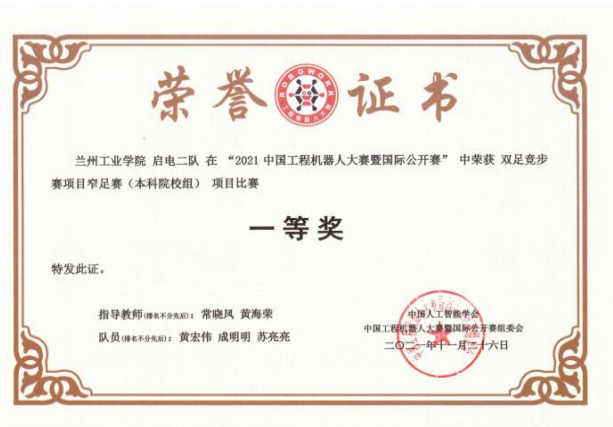 荣誉 ROBOWORK 证书
兰州工业学院 启电二队 在 “2021 中国工程机器人大赛暨国际公开赛” 中荣获 双足竞步
赛项目窄足赛(本科院校组) 项目比赛
一等奖
特发此证。
指导教师(排名不分先后):常晓凤 黄海荣
队员(排名不分先后):黄宏伟 成明明 苏亮亮
中国人工智能学会
中国工程机器人大赛暨国际公开赛组委会
二〇二一年十一月二十六日